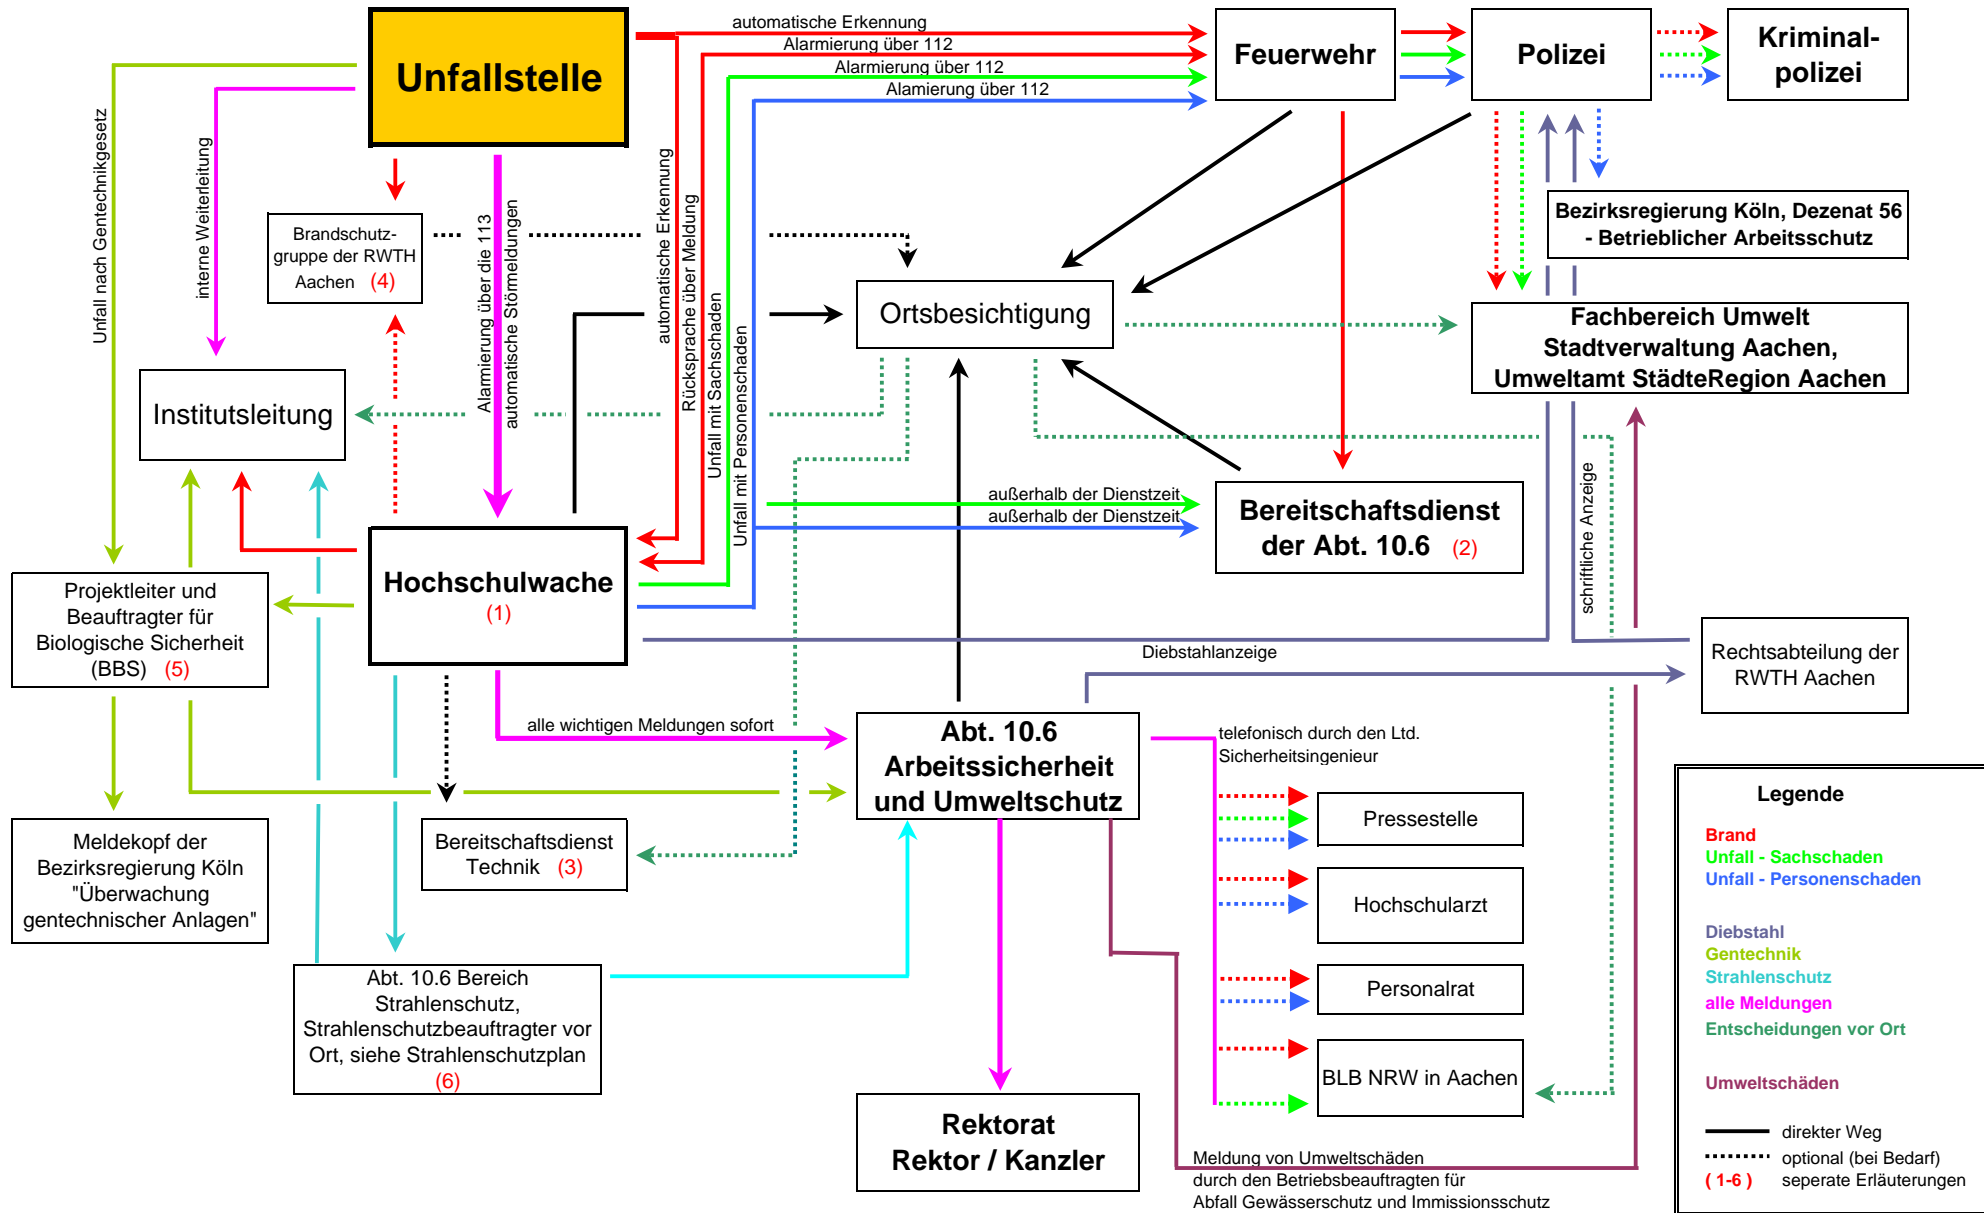 Unfallstelle
automatische Erkennung
Alarmierung über 112
Alarmierung über 112
Alamierung über 112
Feuerwehr
Polizei
Kriminal-
polizei
Unfall nach Gentechnikgesetz
interne Weiterleitung
Brandschutz-
gruppe der RWTH
Aachen (4)
Alarmierung über die 113
automatische Störmeldungen
automatische Erkennung
Rücksprache über Meldung
Unfall mit Sachschaden
Unfall mit Personenschaden
Bezirksregierung Köln, Dezenat 56
- Betrieblicher Arbeitsschutz
Ortsbesichtigung
Fachbereich Umwelt
Stadtverwaltung Aachen,
Umweltamt StädteRegion Aachen
Institutsleitung
außerhalb der Dienstzeit
außerhalb der Dienstzeit
Bereitschaftsdienst
der Abt. 10.6 (2)
schriftliche Anzeige
Hochschulwache
(1)
Projektleiter und
Beauftragter für
Biologische Sicherheit
(BBS) (5)
Diebstahlanzeige
Rechtsabteilung der
RWTH Aachen
alle wichtigen Meldungen sofort
Abt. 10.6
Arbeitssicherheit
und Umweltschutz
telefonisch durch den Ltd.
Sicherheitsingenieur
Meldekopf der
Bezirksregierung Köln
"Überwachung
gentechnischer Anlagen"
Bereitschaftsdienst
Technik (3)
Pressestelle
Hochschularzt
Personalrat
BLB NRW in Aachen
Abt. 10.6 Bereich
Strahlenschutz,
Strahlenschutzbeauftragter vor
Ort, siehe Strahlenschutzplan
(6)
Rektorat
Rektor / Kanzler
Meldung von Umweltschäden
durch den Betriebsbeauftragten für
Abfall Gewässerschutz und Immissionsschutz
Legende
Brand
Unfall - Sachschaden
Unfall - Personenschaden
Diebstahl
Gentechnik
Strahlenschutz
alle Meldungen
Entscheidungen vor Ort
Umweltschäden
direkter Weg
optional (bei Bedarf)
( 1-6 ) seperate Erläuterungen